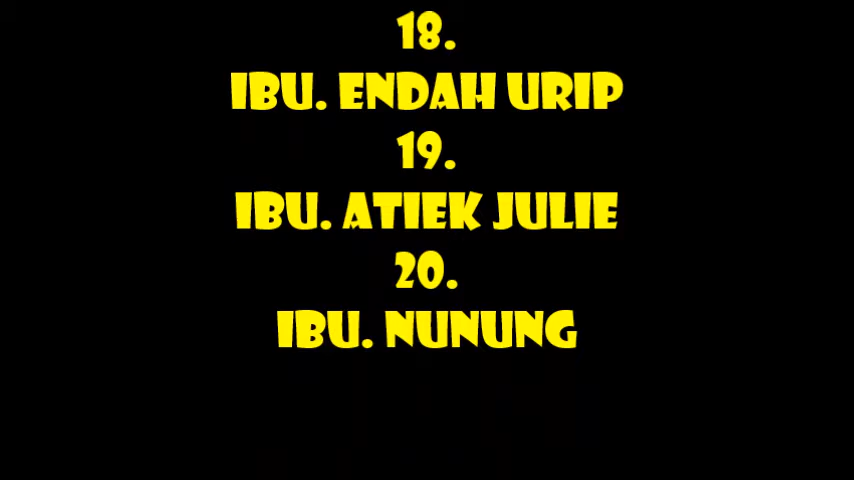 18.
IBU. ENDAH URIP
19.
IBU. ATIEK JULIE
20.
IBU. NUNUNG